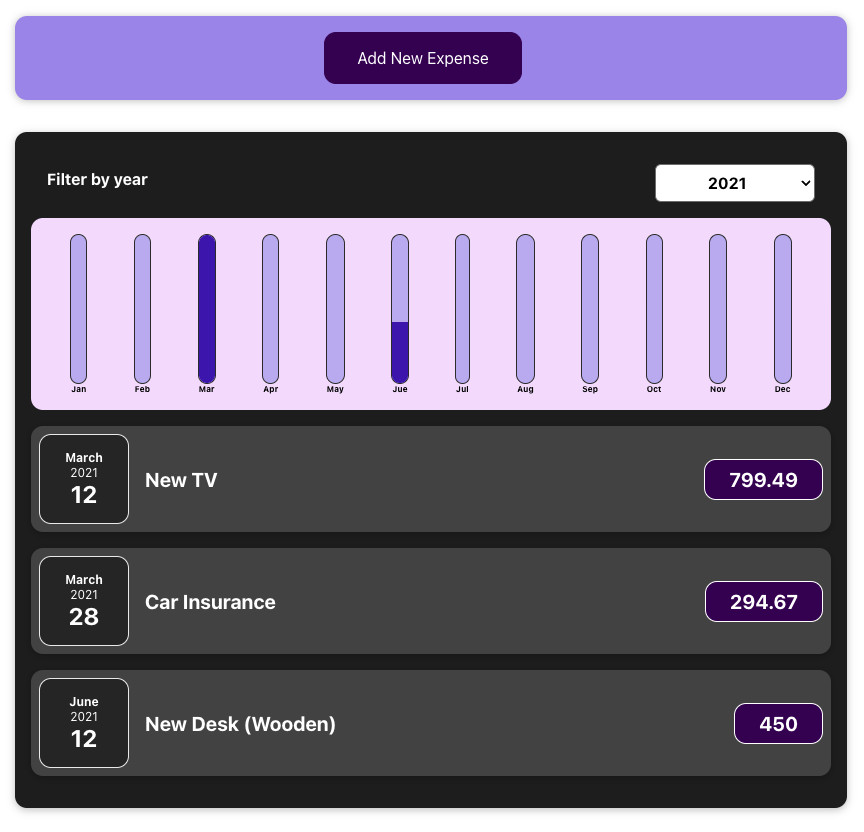 Add New Expense
Filter by year
2021
Jan Feb Mar Apr May Jue Jul Aug Sep Oct Nov Dec
March
2021
12
New TV
799.49
March
2021
28
Car Insurance
294.67
June
2021
12
New Desk (Wooden)
450